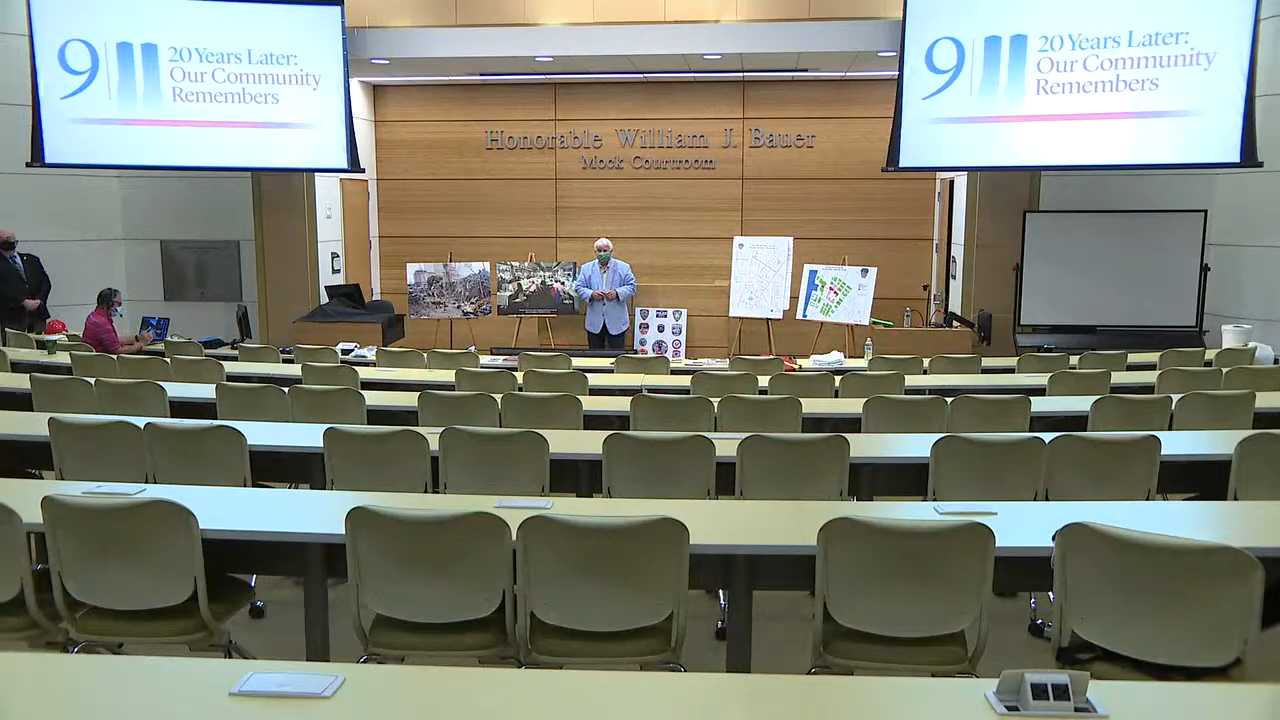 9 11
20 Years Later:
Our Community
Remembers
Honorable William J. Bauer
Mock Courtroom
9 11
20 Years Later:
Our Community
Remembers